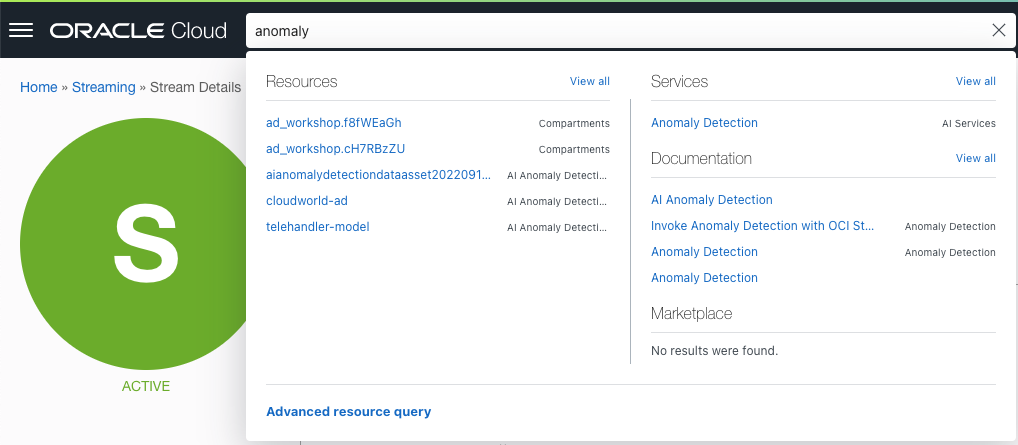 ORACLE Cloud
anomaly
Home » Streaming » Stream Details
S
ACTIVE
Resources View all
ad_workshop.f8fWEaGh Compartments
ad_workshop.cH7RBzZU Compartments
aianomalydetectiondataasset2022091... AI Anomaly Detecti...
cloudworld-ad AI Anomaly Detecti...
telehandler-model AI Anomaly Detecti...
Services View all
Anomaly Detection AI Services
Documentation View all
AI Anomaly Detection
Invoke Anomaly Detection with OCI St... Anomaly Detection
Anomaly Detection Anomaly Detection
Anomaly Detection
Marketplace
No results were found.
Advanced resource query